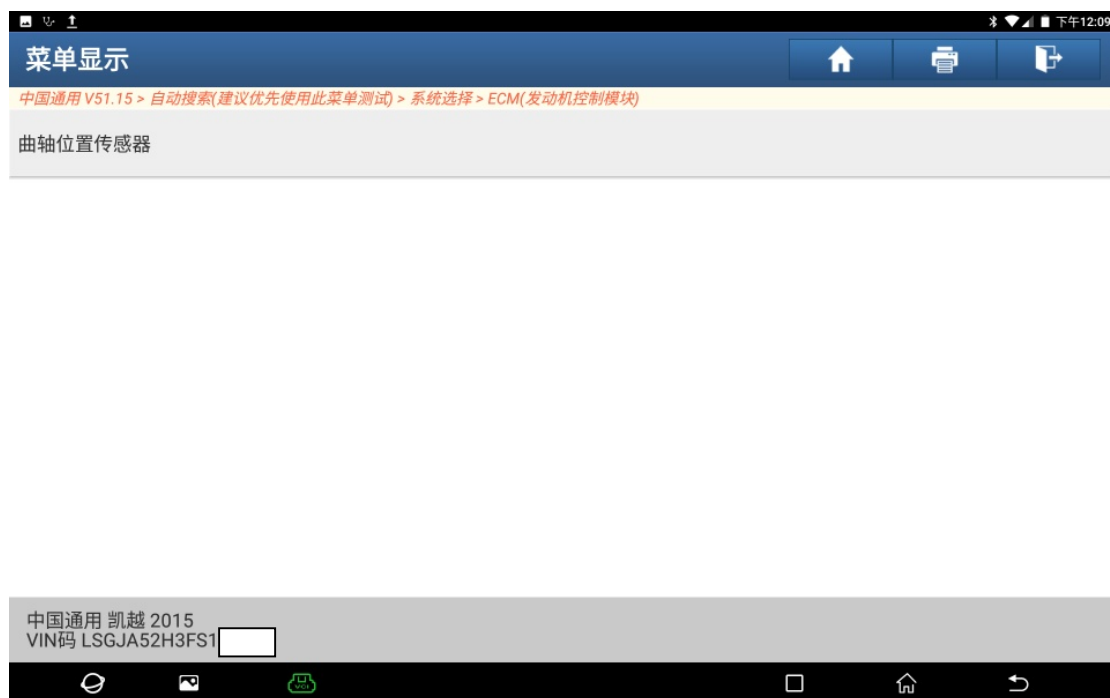 下午12:09
菜单显示
中国通用 V51.15 > 自动搜索(建议优先使用此菜单测试) > 系统选择 > ECM(发动机控制模块)
曲轴位置传感器
中国通用 凯越 2015
VIN码 LSGJA52H3FS1
VCI